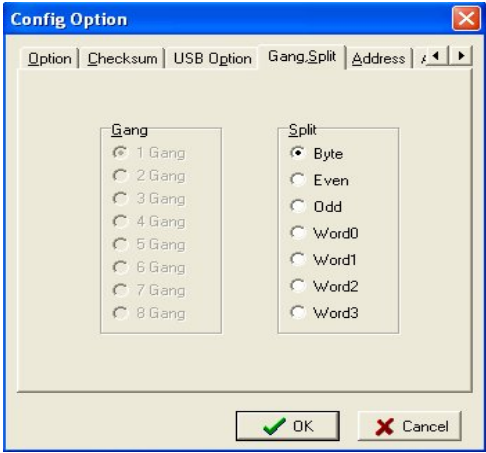 Config Option
Option Checksum USB Option Gang,Split Address
Gang
1 Gang
2 Gang
3 Gang
4 Gang
5 Gang
6 Gang
7 Gang
8 Gang
Split
Byte
Even
Odd
Word0
Word1
Word2
Word3
OK Cancel